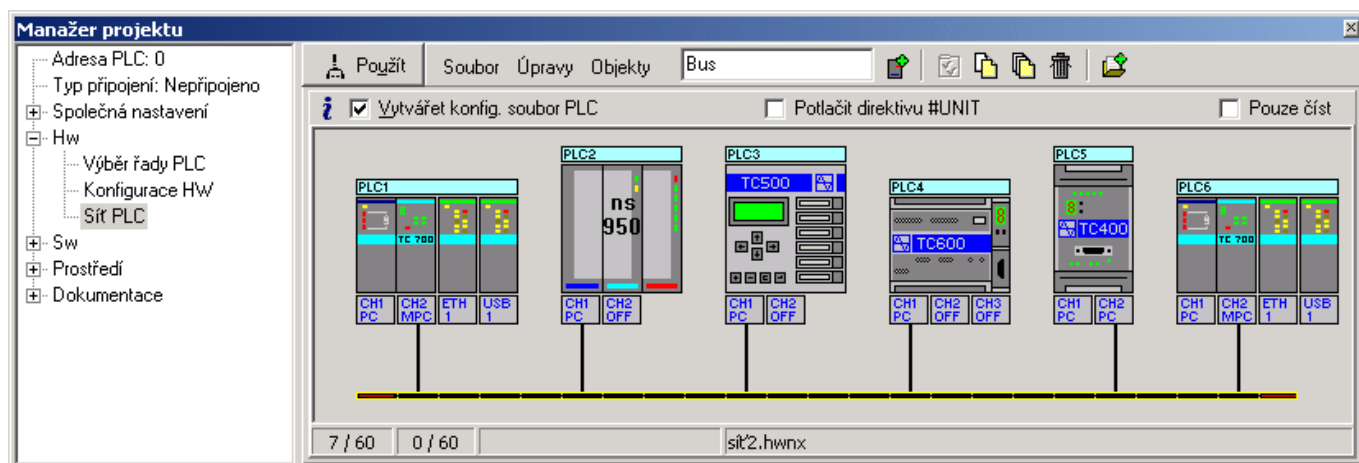 Manažer projektu
Adresa PLC: 0
Typ připojení: Nepřipojeno
Společná nastavení
Hw
Výběr řady PLC
Konfigurace HW
Síť PLC
Sw
Prostředí
Dokumentace
Použít Soubor Úpravy Objekty Bus
Vytvářet konfig. soubor PLC Potlačit direktivu #UNIT Pouze číst
PLC2 PLC3 PLC5
PLC1 PLC4 PLC6
TC500
ns
950
TC600
TC400
TC 700 TC 700
CH1 CH2 ETH USB CH1 CH2 CH1 CH2 CH1 CH2 CH3 CH1 CH2 CH1 CH2 ETH USB
PC MPC 1 1 PC OFF PC OFF PC OFF OFF PC PC PC MPC 1 1
7 / 60 0 / 60 síť2.hwnx